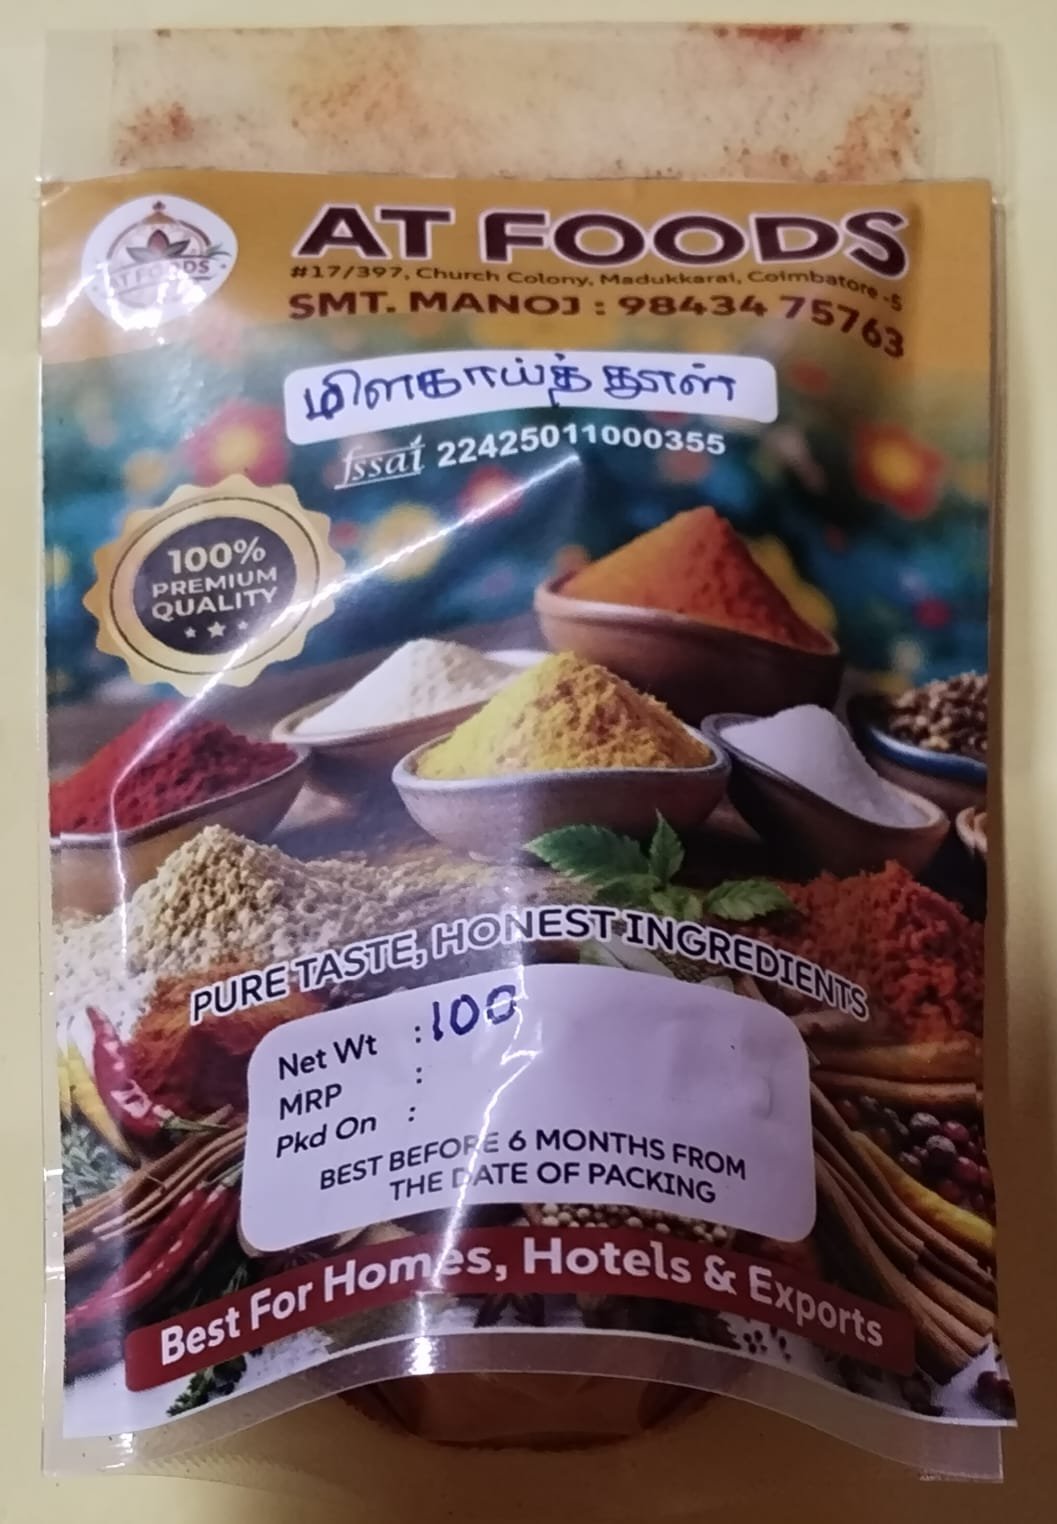 AT FOODS
AT FOODS
#17/397, Church Colony, Madukkarai, Coimbatore -5
SMT. MANOJ : 98434 75763
மிளகாய்த் தூள்
fssai 22425011000355
100%
PREMIUM
QUALITY
PURE TASTE, HONEST INGREDIENTS
Net Wt : 100
MRP :
Pkd On :
BEST BEFORE 6 MONTHS FROM
THE DATE OF PACKING
Best For Homes, Hotels & Exports